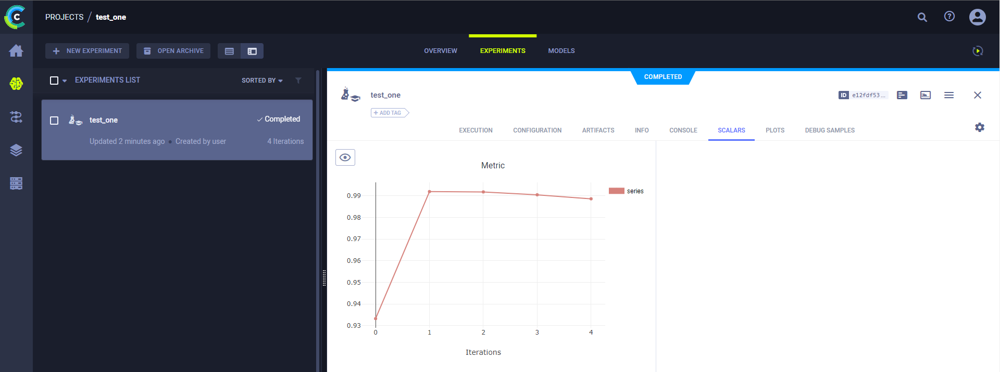 PROJECTS / test_one
NEW EXPERIMENT
OPEN ARCHIVE
OVERVIEW
EXPERIMENTS
MODELS
EXPERIMENTS LIST
SORTED BY
test_one
Completed
Updated 2 minutes ago • Created by user
4 Iterations
COMPLETED
test_one
ID e12fdf53...
+ ADD TAG
EXECUTION
CONFIGURATION
ARTIFACTS
INFO
CONSOLE
SCALARS
PLOTS
DEBUG SAMPLES
Metric
series
0.99
0.98
0.97
0.96
0.95
0.94
0.93
0 1 2 3 4
Iterations